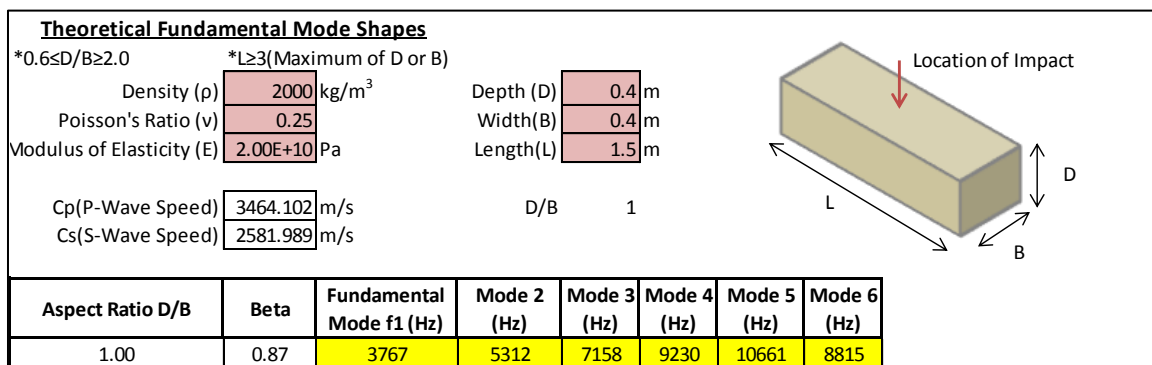 Theoretical Fundamental Mode Shapes
*0.6≤D/B≥2.0 *L≥3(Maximum of D or B)
Location of Impact
Density (ρ) 2000 kg/m³ Depth (D) 0.4 m
Poisson's Ratio (ν) 0.25 Width(B) 0.4 m
Modulus of Elasticity (E) 2.00E+10 Pa Length(L) 1.5 m
D
Cp(P-Wave Speed) 3464.102 m/s D/B 1
L
Cs(S-Wave Speed) 2581.989 m/s
B
Aspect Ratio D/B Beta Fundamental Mode f1 (Hz) Mode 2 (Hz) Mode 3 (Hz) Mode 4 (Hz) Mode 5 (Hz) Mode 6 (Hz)
1.00 0.87 3767 5312 7158 9230 10661 8815